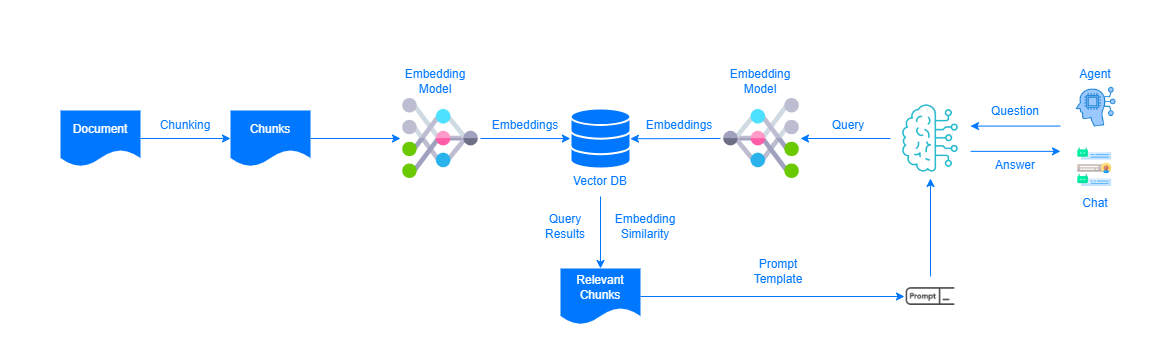 Embedding
Model
Embedding
Model
Agent
Document
Chunking
Chunks
Embeddings
Embeddings
Query
Question
Answer
Vector DB
Chat
Query
Results
Embedding
Similarity
Relevant
Chunks
Prompt
Template
Prompt